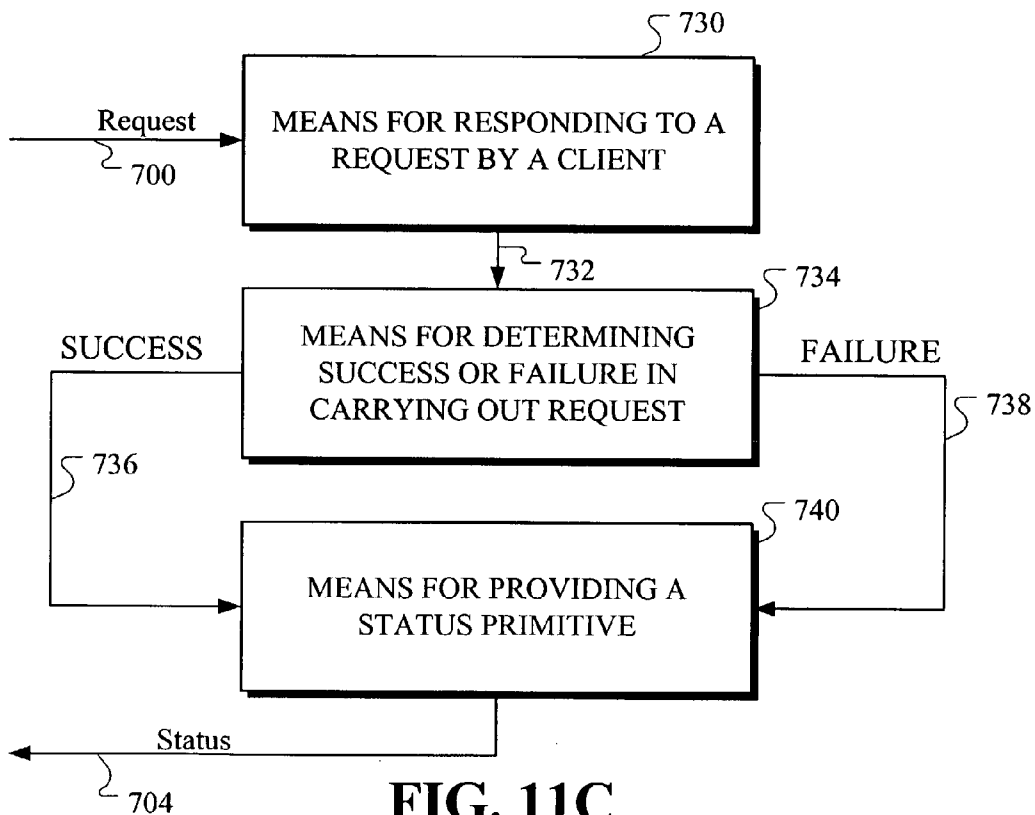 730
Request
700
MEANS FOR RESPONDING TO A
REQUEST BY A CLIENT
732
734
SUCCESS
MEANS FOR DETERMINING
SUCCESS OR FAILURE IN
CARRYING OUT REQUEST
FAILURE
738
736
740
MEANS FOR PROVIDING A
STATUS PRIMITIVE
Status
704
FIG. 11C